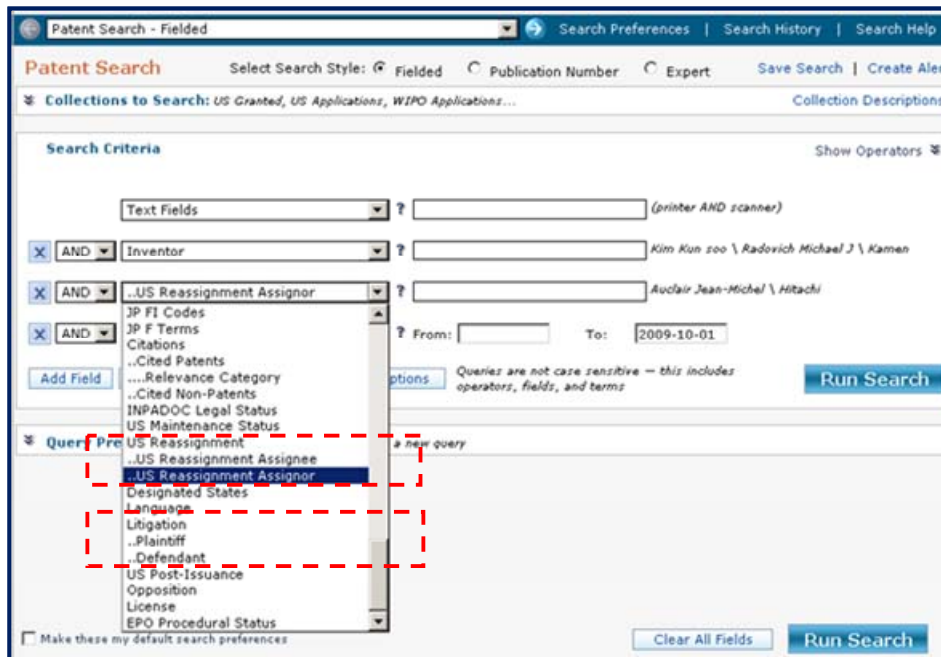 Patent Search - Fielded Search Preferences | Search History | Search Help
Patent Search Select Search Style: Fielded Publication Number Expert Save Search | Create Aler
Collections to Search: US Granted, US Applications, WIPO Applications... Collection Descriptions
Search Criteria Show Operators
Text Fields ? (printer AND scanner)
X AND Inventor ? Kim Kun soo \ Radovich Michael J \ Kamen
X AND ..US Reassignment Assignor ? Auclair Jean-Michel \ Hitachi
JP FI Codes
JP F Terms
X AND ? From: To: 2009-10-01
Citations
..Cited Patents
....Relevance Category
Add Field ptions Queries are not case sensitive — this includes operators, fields, and terms Run Search
..Cited Non-Patents
INPADOC Legal Status
US Maintenance Status
Query Pre US Reassignment a new query
..US Reassignment Assignee
..US Reassignment Assignor
Designated States
Language
Litigation
..Plaintiff
..Defendant
US Post-Issuance
Opposition
License
EPO Procedural Status
Make these my default search preferences Clear All Fields Run Search